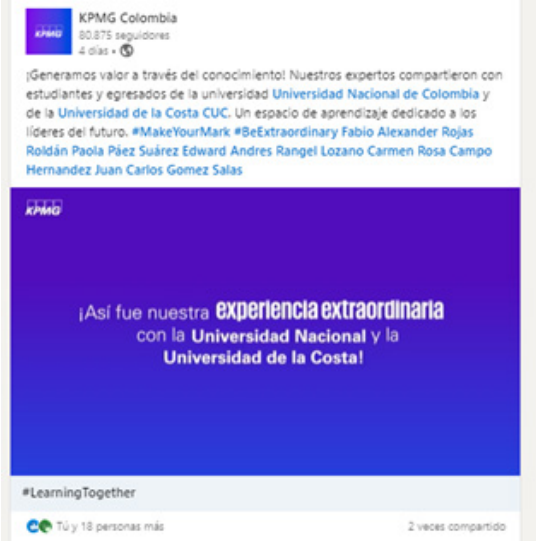 KPMG
KPMG Colombia
80.875 seguidores
4 días •
¡Generamos valor a través del conocimiento! Nuestros expertos compartieron con
estudiantes y egresados de la universidad Universidad Nacional de Colombia y
de la Universidad de la Costa CUC. Un espacio de aprendizaje dedicado a los
líderes del futuro. #MakeYourMark #BeExtraordinary Fabio Alexander Rojas
Roldán Paola Páez Suárez Edward Andres Rangel Lozano Carmen Rosa Campo
Hernandez Juan Carlos Gomez Salas
KPMG
¡Así fue nuestra experiencia extraordinaria
con la Universidad Nacional y la
Universidad de la Costa!
#LearningTogether
Tú y 18 personas más
2 veces compartido